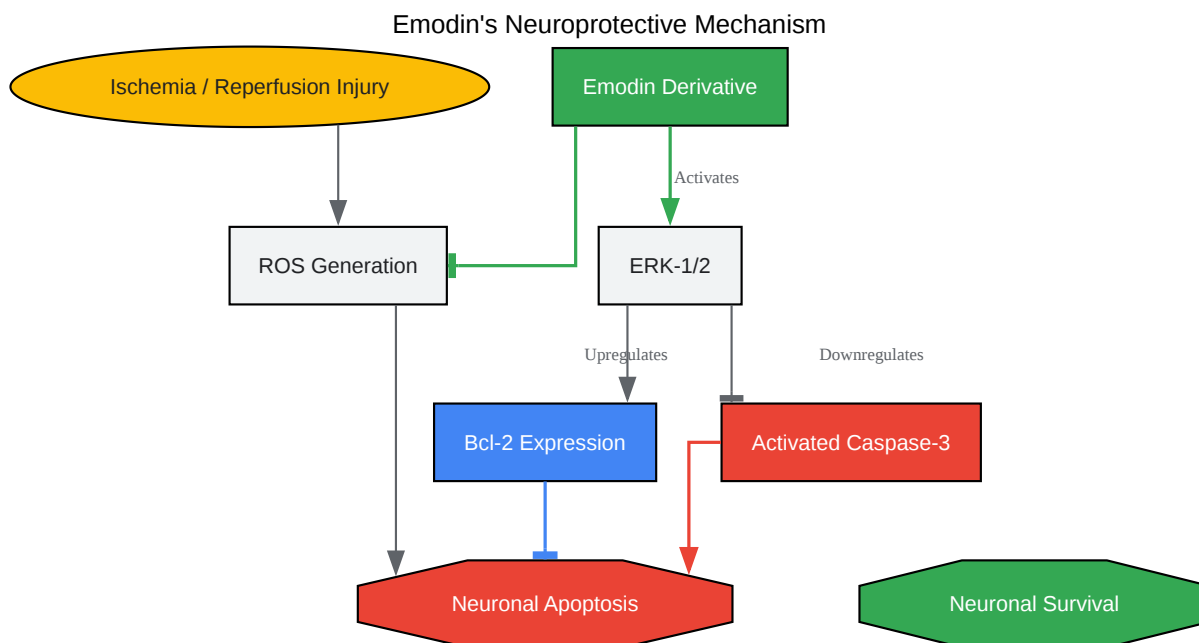 Emodin's Neuroprotective Mechanism
Ischemia / Reperfusion Injury
Emodin Derivative
Activates
ROS Generation
ERK-1/2
Upregulates
Downregulates
Bcl-2 Expression
Activated Caspase-3
Neuronal Apoptosis
Neuronal Survival